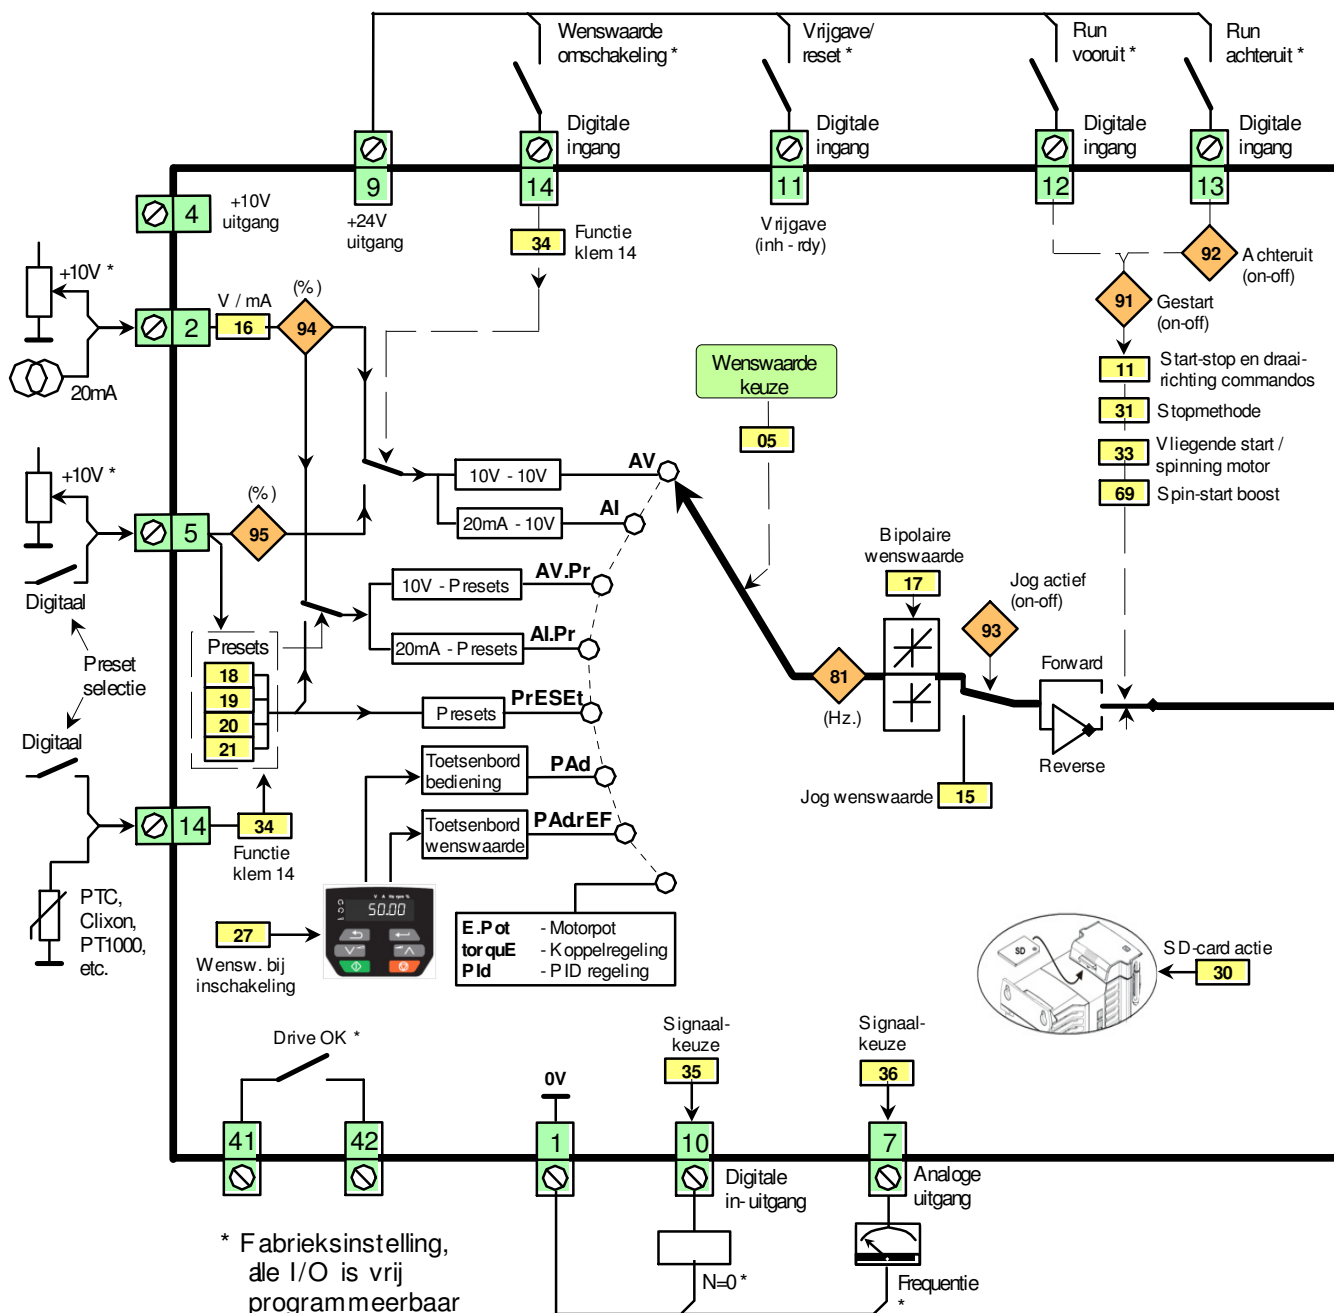 Wenswaarde
omschakeling *
Vrijgave/
reset *
Run
vooruit *
Run
achteruit *
Digitale
ingang
Digitale
ingang
Digitale
ingang
Digitale
ingang
9
14
11
12
13
+24V
uitgang
4
+10V
uitgang
34
Functie
klem 14
Vrijgave
(inh - rdy)
92
Achteruit
(on-off)
91
Gestart
(on-off)
+10V *
20mA
2
V / mA
16
(%)
94
Wenswaarde
keuze
05
11
Start-stop en draai-
richting commandos
31
Stopmethode
33
Vliegende start /
spinning motor
69
Spin-start boost
+10V *
5
(%)
95
10V - 10V
AV
20mA - 10V
AI
10V - Presets
AV.Pr
20mA - Presets
AI.Pr
Presets
PrESEt
Toetsenbord
bediening
PAd
Toetsenbord
wenswaarde
PAd.rEF
Digitaal
Preset
selectie
Digitaal
Presets
18
19
20
21
14
34
Functie
klem 14
PTC,
Clixon,
PT1000,
etc.
27
Wensw. bij
inschakeling
V A Hz rpm %
50.00
E.Pot - Motorpot
torquE - Koppelregeling
PId - PID regeling
Bipolaire
wenswaarde
17
81
(Hz.)
Jog actief
(on-off)
93
Forward
Reverse
Jog wenswaarde
15
SD
SD-card actie
30
Drive OK *
41
42
0V
1
Signaal-
keuze
35
10
Digitale
in-uitgang
N=0 *
Signaal-
keuze
36
7
Analoge
uitgang
Frequentie
*
* Fabrieksinstelling,
alle I/O is vrij
programmeerbaar